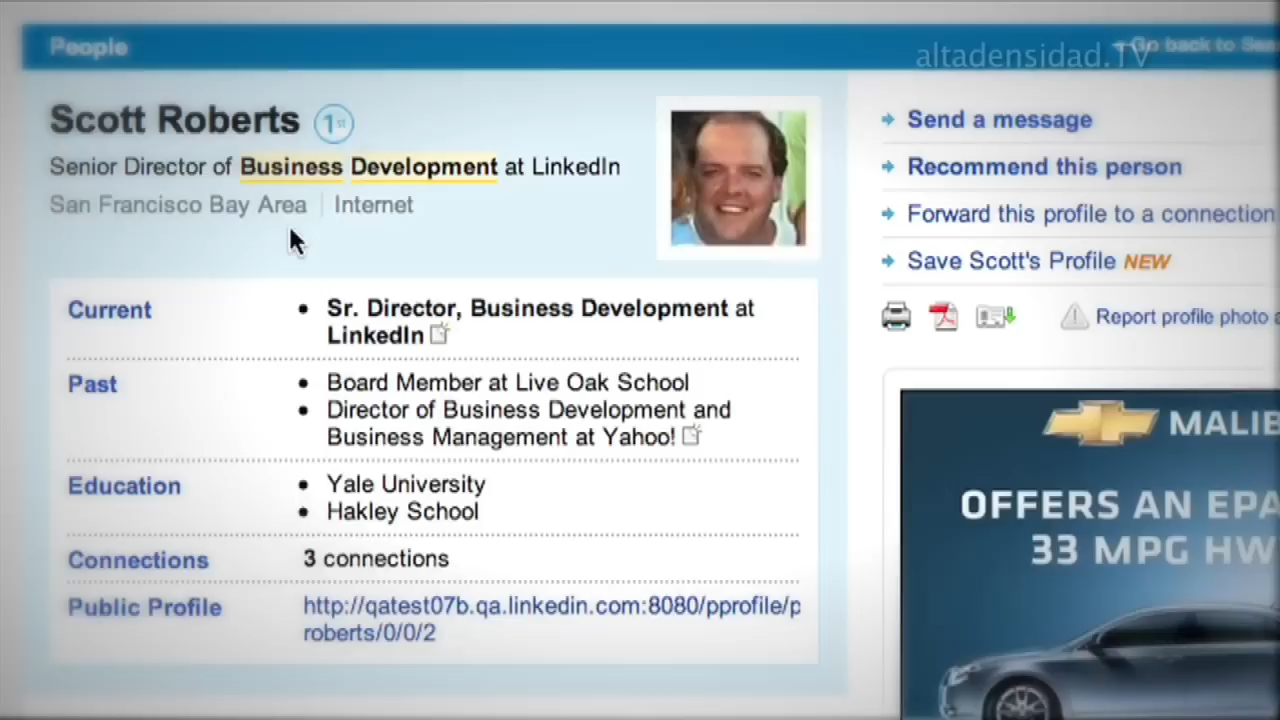 People
Go back to
altadensidad.TV
Scott Roberts 1st
Senior Director of Business Development at LinkedIn
San Francisco Bay Area | Internet
Send a message
Recommend this person
Forward this profile to a connection
Save Scott's Profile NEW
Report profile photo
Current
• Sr. Director, Business Development at
LinkedIn
Past
• Board Member at Live Oak School
• Director of Business Development and
Business Management at Yahoo!
Education
• Yale University
• Hakley School
Connections
3 connections
Public Profile
http://qatest07b.qa.linkedin.com:8080/pprofile/p
roberts/0/0/2
MALIB
OFFERS AN EPA
33 MPG HW